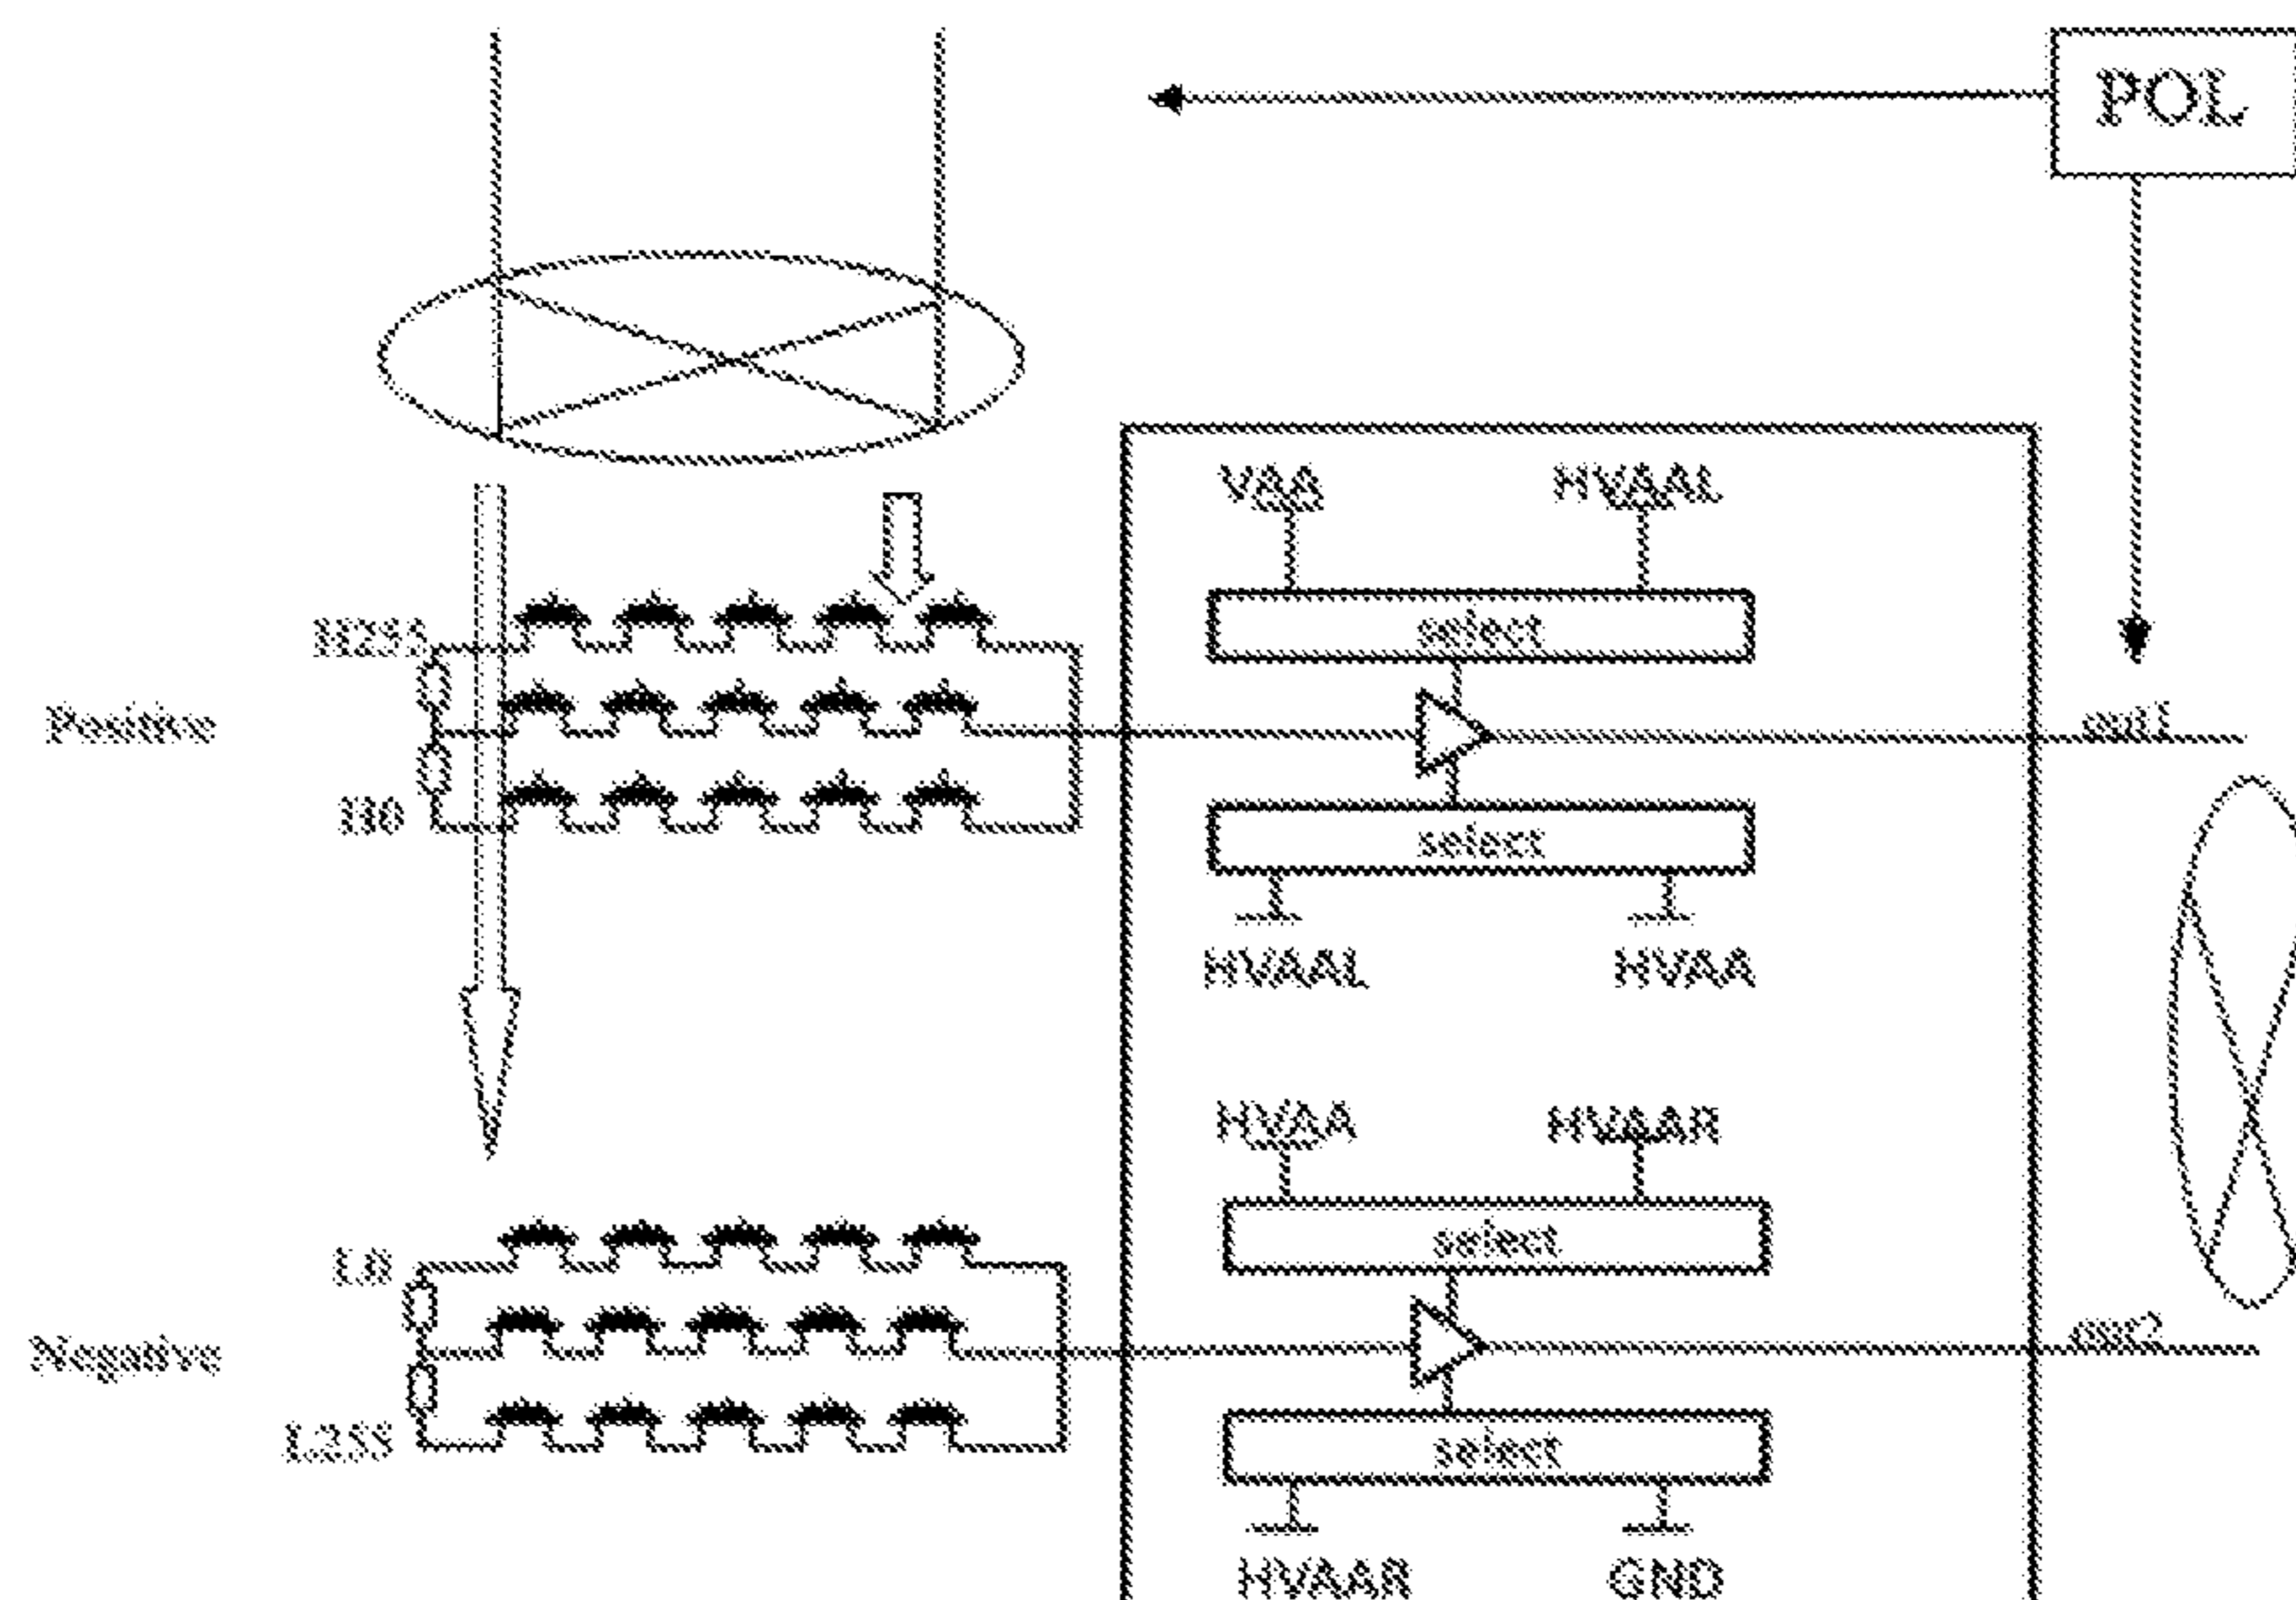 POL
VAA HVAAL
select
H255
Positive
out1
H0
select
HVAAL HVAA
HVAA HVAAR
select
L0
Negative
out2
L255
select
HVAAR GND